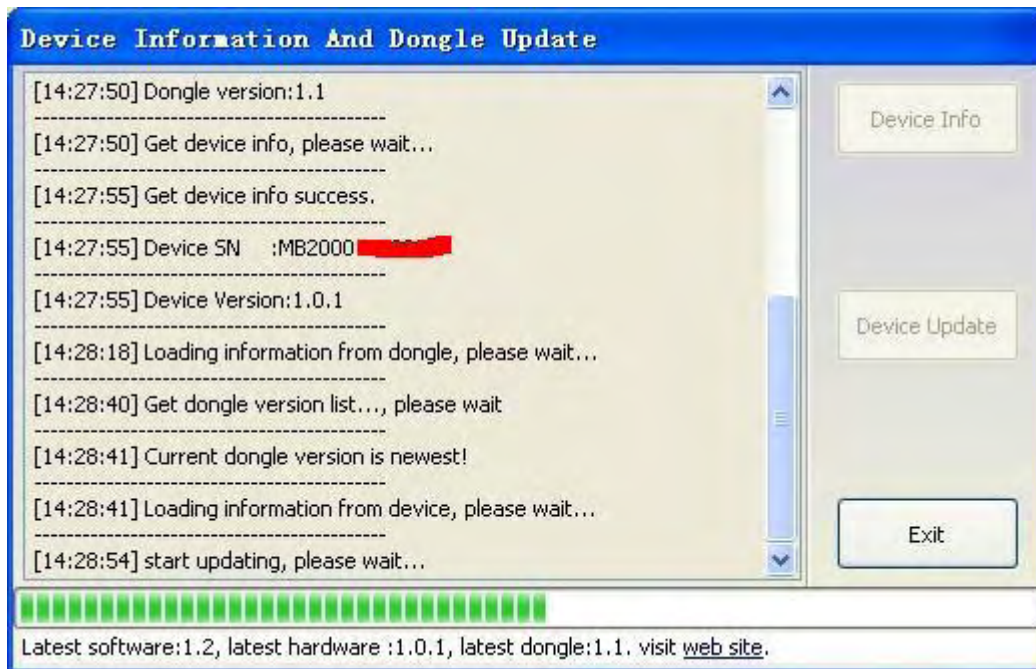 Device Information And Dongle Update
[14:27:50] Dongle version:1.1
-------------------------------------------
[14:27:50] Get device info, please wait...
-------------------------------------------
[14:27:55] Get device info success.
-------------------------------------------
[14:27:55] Device SN :MB2000
-------------------------------------------
[14:27:55] Device Version:1.0.1
-------------------------------------------
[14:28:18] Loading information from dongle, please wait...
-------------------------------------------
[14:28:40] Get dongle version list..., please wait
-------------------------------------------
[14:28:41] Current dongle version is newest!
-------------------------------------------
[14:28:41] Loading information from device, please wait...
-------------------------------------------
[14:28:54] start updating, please wait...
Device Info
Device Update
Exit
Latest software:1.2, latest hardware :1.0.1, latest dongle:1.1. visit web site.